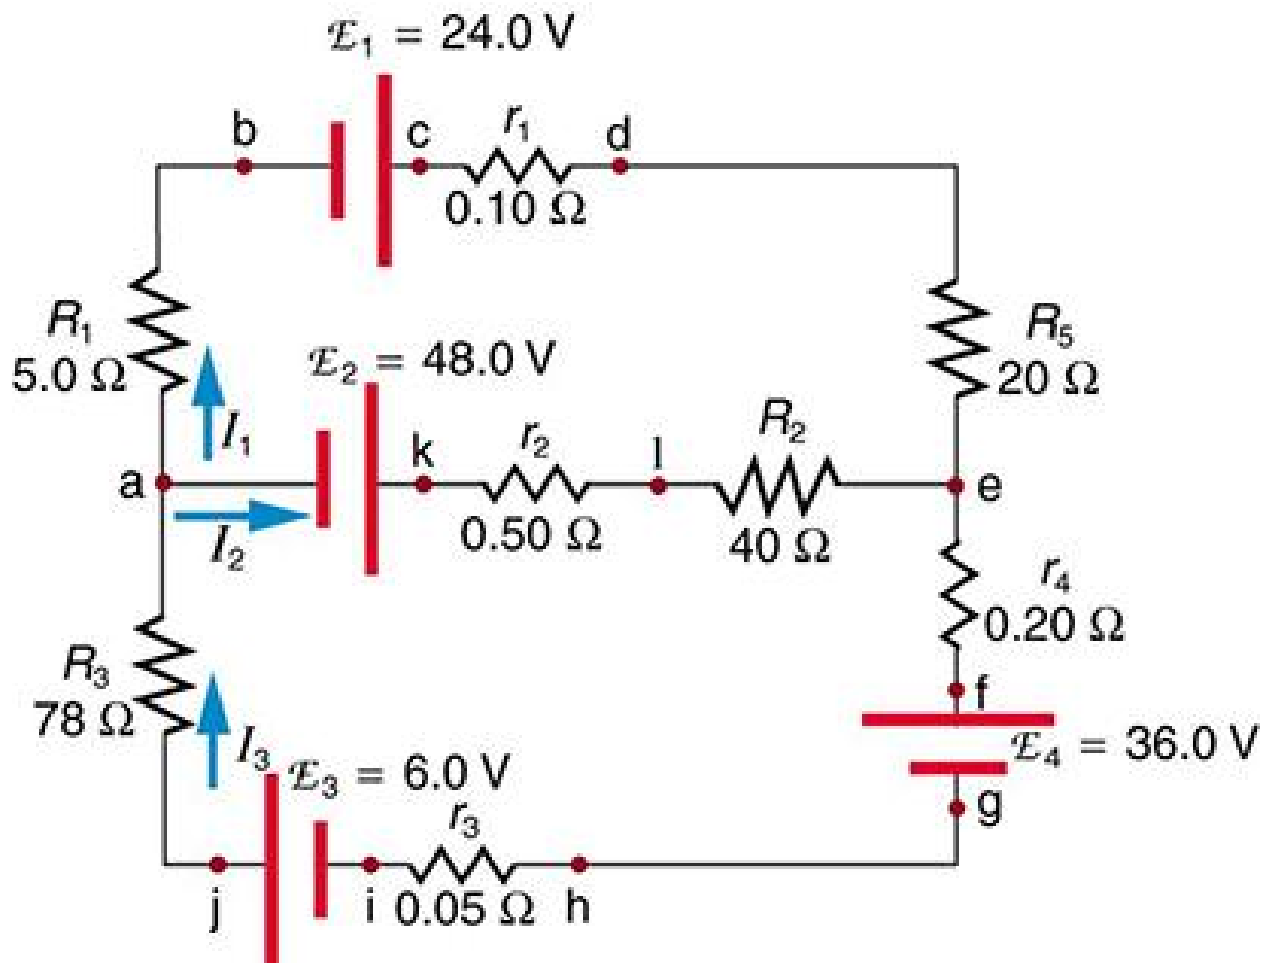 ℰ₁ = 24.0 V
b
c
r₁
d
0.10 Ω
R₁
5.0 Ω
R₅
20 Ω
ℰ₂ = 48.0 V
I₁
a
k
r₂
l
R₂
e
I₂
0.50 Ω
40 Ω
r₄
0.20 Ω
R₃
78 Ω
f
I₃
ℰ₄ = 36.0 V
ℰ₃ = 6.0 V
g
r₃
j
i
0.05 Ω
h